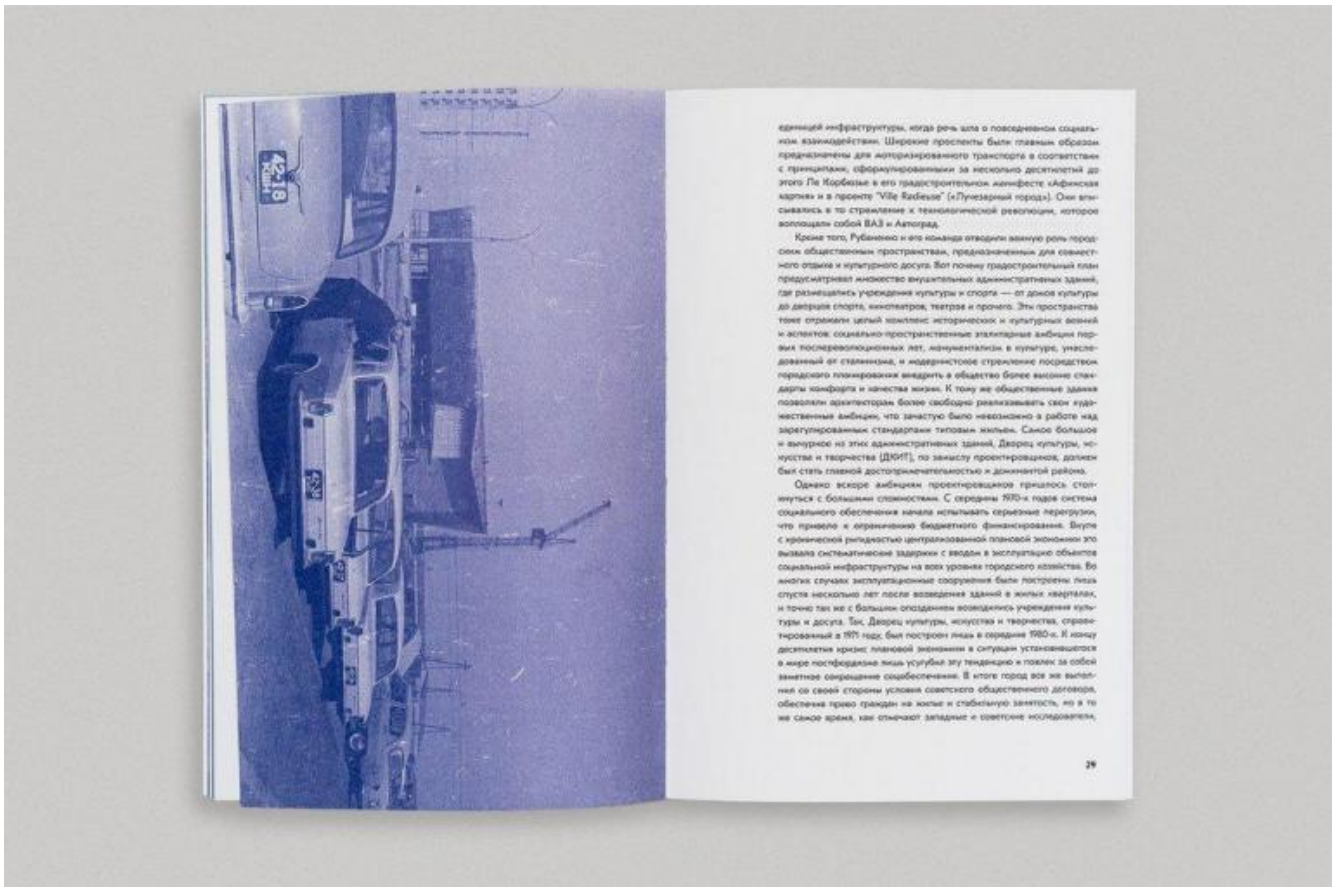 42-18
КШН
42-36
единицей инфраструктуры, когда речь шла о повседневном социаль-
ном взаимодействии. Широкие проспекты были главным образом
предназначены для моторизированного транспорта в соответствии
с принципами, сформулированными за несколько десятилетий до
этого Ле Корбюзье в его градостроительном манифесте «Афинская
хартия» и в проекте "Ville Radieuse" («Лучезарный город»). Они впи-
сывались в то стремление к технологической революции, которое
воплощали собой ВАЗ и Автоград.
Кроме того, Рубаненко и его команда отводили важную роль город-
ским общественным пространствам, предназначенным для совмест-
ного отдыха и культурного досуга. Вот почему градостроительный план
предусматривал множество внушительных административных зданий,
где размещались учреждения культуры и спорта — от домов культуры
до дворцов спорта, кинотеатров, театров и прочего. Эти пространства
тоже отражали целый комплекс исторических и культурных веяний
и аспектов: социально-пространственные эгалитарные амбиции пер-
вых послереволюционных лет, монументализм в культуре, унасле-
дованный от сталинизма, и модернистское стремление посредством
городского планирования внедрить в общество более высокие стан-
дарты комфорта и качества жизни. К тому же общественные здания
позволяли архитекторам более свободно реализовывать свои худо-
жественные амбиции, что зачастую было невозможно в работе над
зарегулированным стандартами типовым жильем. Самое большое
и вычурное из этих административных зданий, Дворец культуры, ис-
кусства и творчества (ДКИТ), по замыслу проектировщиков, должен
был стать главной достопримечательностью и доминантой района.
Однако вскоре амбициям проектировщиков пришлось стол-
кнуться с большими сложностями. С середины 1970-х годов система
социального обеспечения начала испытывать серьезные перегрузки,
что привело к ограничению бюджетного финансирования. Вкупе
с хронической ригидностью централизованной плановой экономики это
вызвало систематические задержки с вводом в эксплуатацию объектов
социальной инфраструктуры на всех уровнях городского хозяйства. Во
многих случаях эксплуатационные сооружения были построены лишь
спустя несколько лет после возведения зданий в жилых кварталах,
и точно так же с большим опозданием возводились учреждения куль-
туры и досуга. Так, Дворец культуры, искусства и творчества, спроек-
тированный в 1971 году, был построен лишь в середине 1980-х. К концу
десятилетия кризис плановой экономики в ситуации установившегося
в мире постфордизма лишь усугубил эту тенденцию и повлек за собой
заметное сокращение соцобеспечения. В итоге город все же выпол-
нил со своей стороны условия советского общественного договора,
обеспечив право граждан на жилье и стабильную занятость, но в то
же самое время, как отмечают западные и советские исследователи,
29